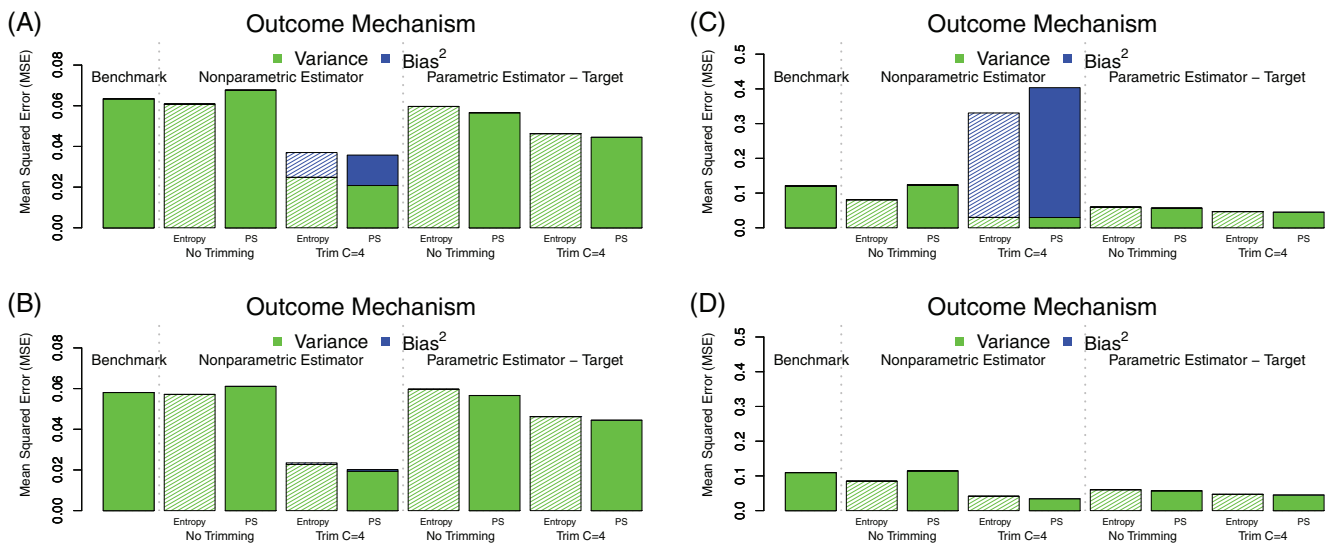 (A)
Outcome Mechanism
Variance Bias2
Benchmark Nonparametric Estimator Parametric Estimator – Target
Mean Squared Error (MSE)
0.08
0.06
0.04
0.02
0.00
Entropy PS Entropy PS Entropy PS Entropy PS
No Trimming Trim C=4 No Trimming Trim C=4
(B)
Outcome Mechanism
Variance Bias2
Benchmark Nonparametric Estimator Parametric Estimator – Target
Mean Squared Error (MSE)
0.08
0.06
0.04
0.02
0.00
Entropy PS Entropy PS Entropy PS Entropy PS
No Trimming Trim C=4 No Trimming Trim C=4
(C)
Outcome Mechanism
Variance Bias2
Benchmark Nonparametric Estimator Parametric Estimator – Target
Mean Squared Error (MSE)
0.5
0.4
0.3
0.2
0.1
0.0
Entropy PS Entropy PS Entropy PS Entropy PS
No Trimming Trim C=4 No Trimming Trim C=4
(D)
Outcome Mechanism
Variance Bias2
Benchmark Nonparametric Estimator Parametric Estimator – Target
Mean Squared Error (MSE)
0.5
0.4
0.3
0.2
0.1
0.0
Entropy PS Entropy PS Entropy PS Entropy PS
No Trimming Trim C=4 No Trimming Trim C=4